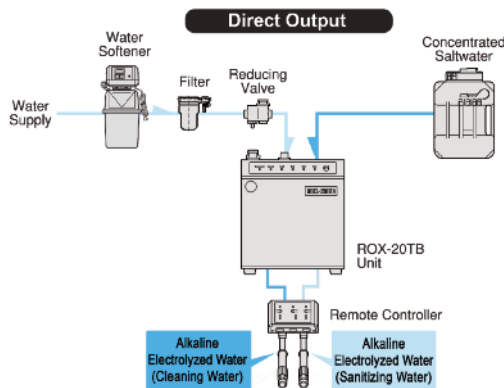 Direct Output
Water
Softener
Filter
Reducing
Valve
Concentrated
Saltwater
Water
Supply
ROX-20TB
Unit
Remote Controller
Alkaline
Electrolyzed Water
(Cleaning Water)
Alkaline
Electrolyzed Water
(Sanitizing Water)